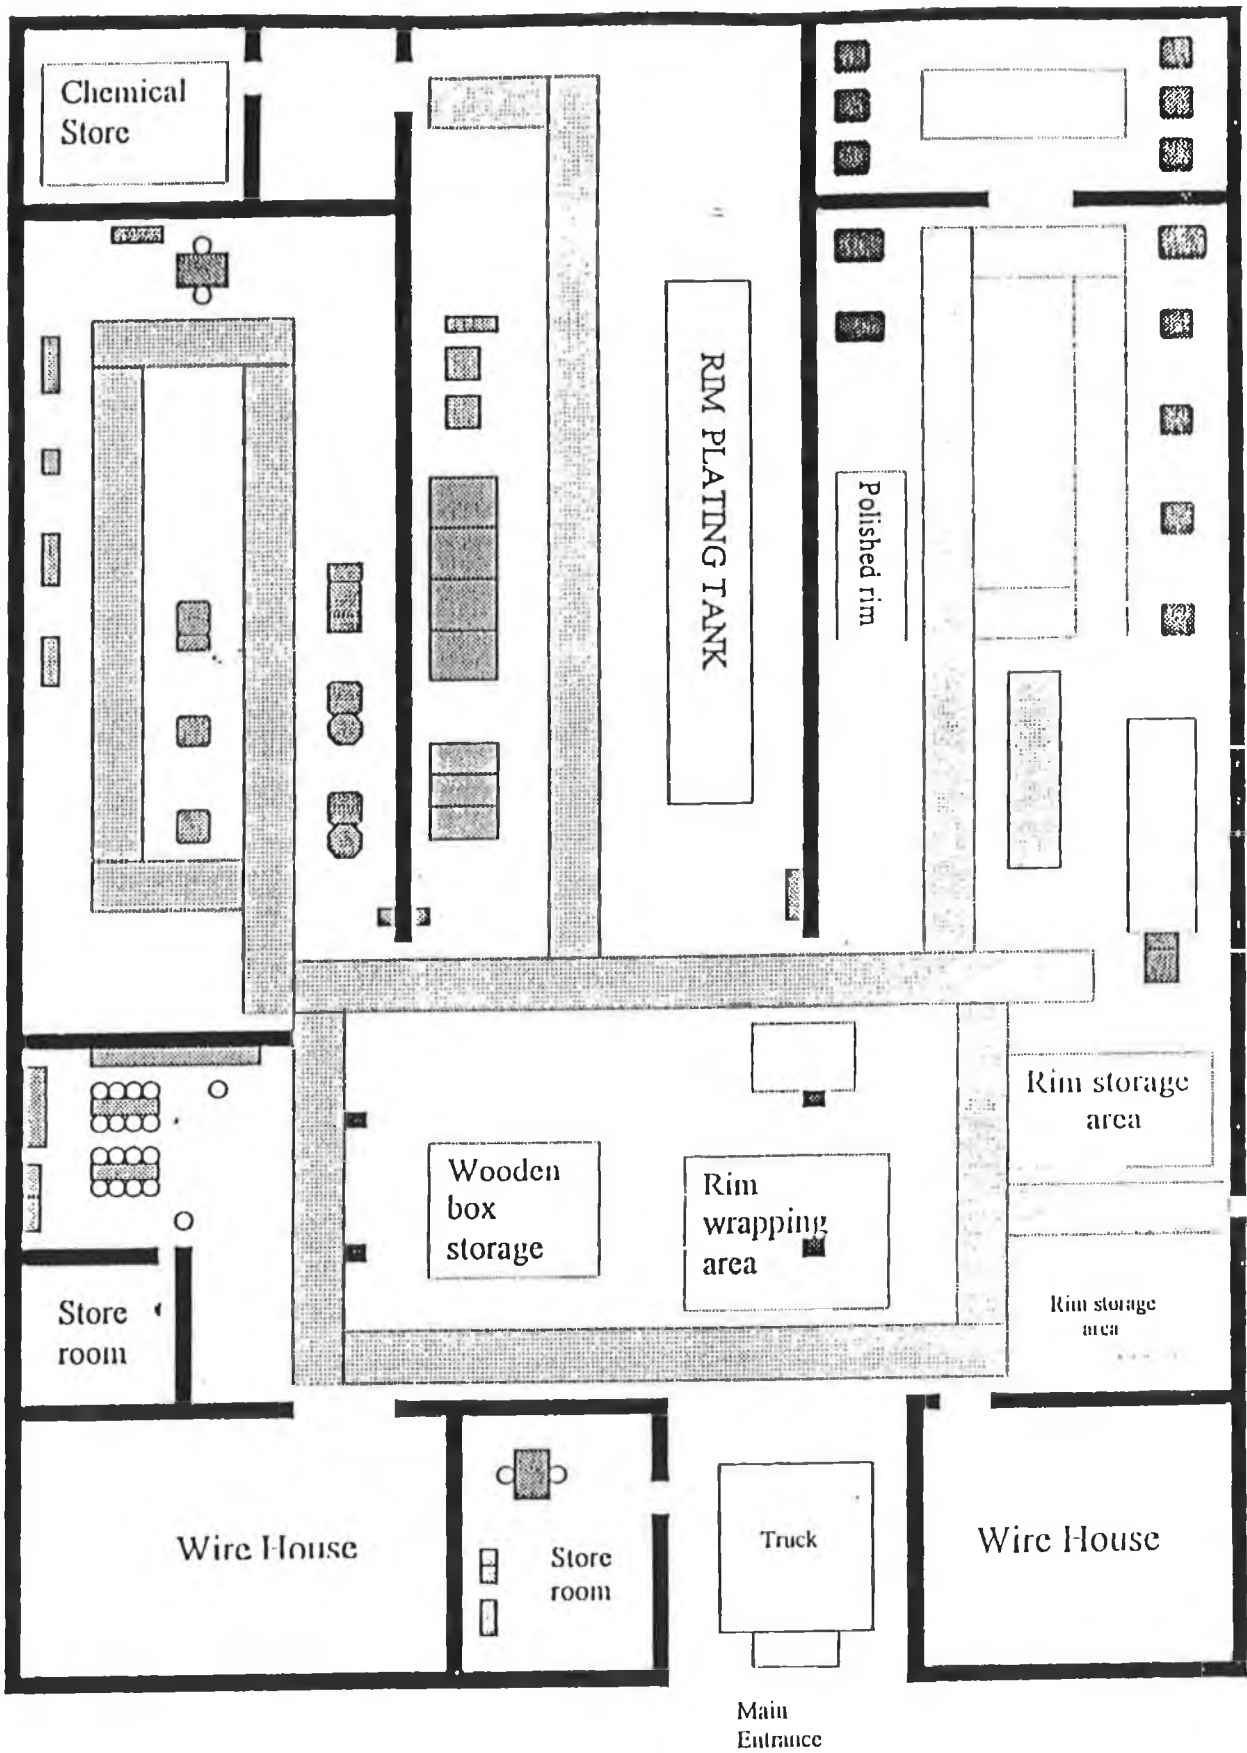 Chemical
Store
RIM PLATING TANK
Polished rim
Rim storage
area
Wooden
box
storage
Rim
wrapping
area
Rim storage
area
Store
room
Wire House
Store
room
Truck
Wire House
Main
Entrance